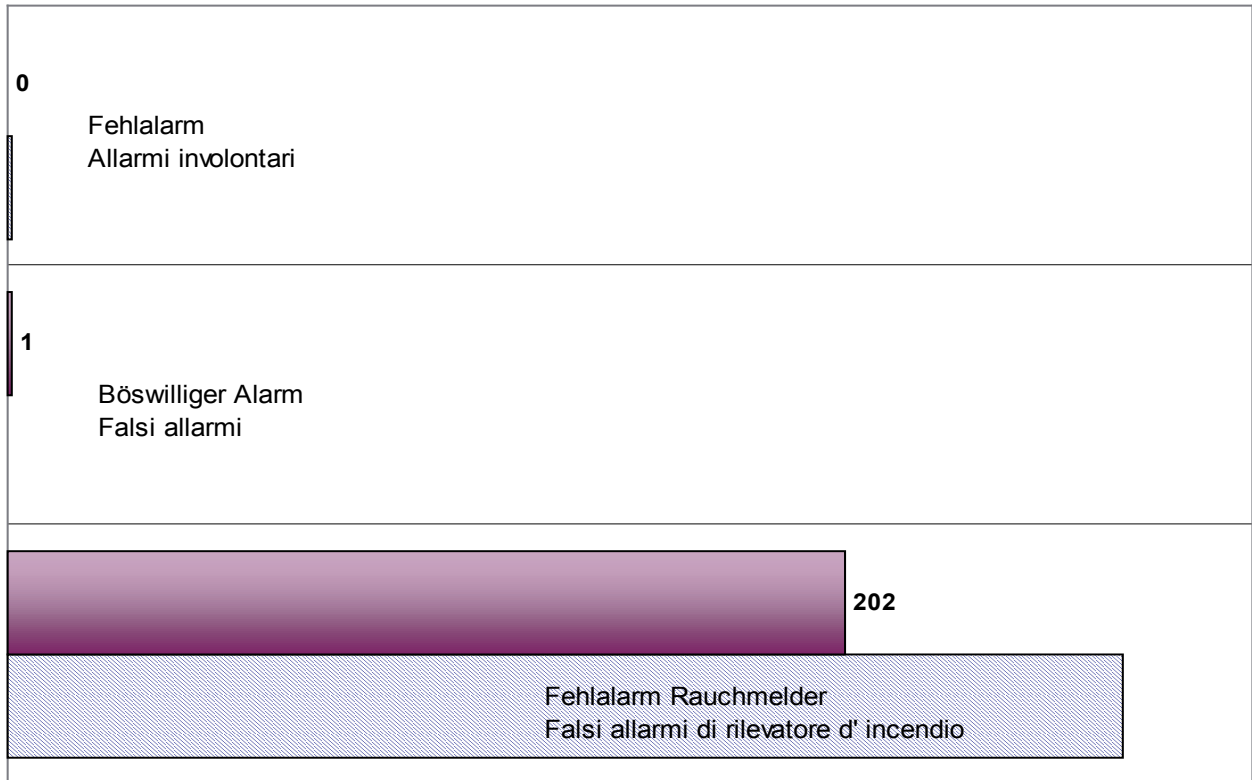 0
Fehlalarm
Allarmi involontari
1
Böswilliger Alarm
Falsi allarmi
202
Fehlalarm Rauchmelder
Falsi allarmi di rilevatore d' incendio